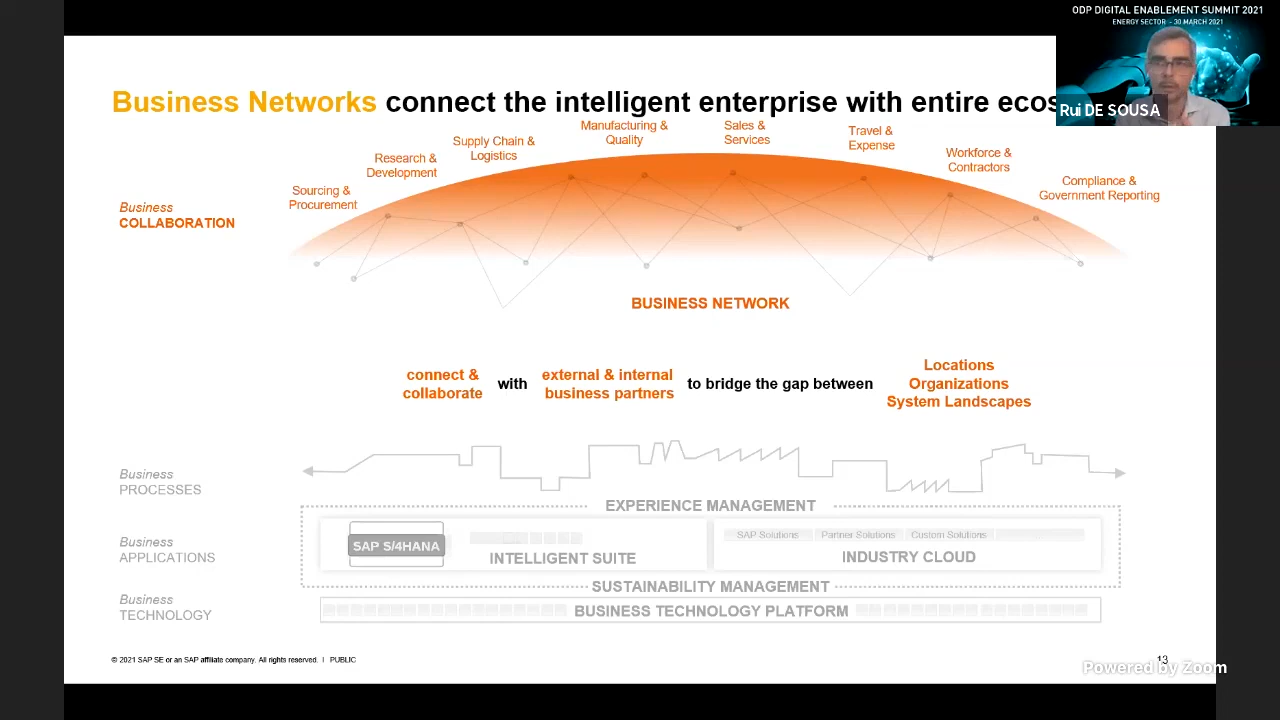 ODP DIGITAL ENABLEMENT SUMMIT 2021
ENERGY SECTOR - 30 MARCH 2021
Rui DE SOUSA
Business Networks connect the intelligent enterprise with entire ecos
Manufacturing &
Quality
Sales &
Services
Travel &
Expense
Supply Chain &
Logistics
Workforce &
Contractors
Research &
Development
Compliance &
Government Reporting
Sourcing &
Procurement
Business
COLLABORATION
BUSINESS NETWORK
connect &
collaborate
with
external & internal
business partners
to bridge the gap between
Locations
Organizations
System Landscapes
Business
PROCESSES
EXPERIENCE MANAGEMENT
Business
APPLICATIONS
SAP S/4HANA
INTELLIGENT SUITE
SAP Solutions
Partner Solutions
Custom Solutions
INDUSTRY CLOUD
SUSTAINABILITY MANAGEMENT
Business
TECHNOLOGY
BUSINESS TECHNOLOGY PLATFORM
© 2021 SAP SE or an SAP affiliate company. All rights reserved. I PUBLIC
13
Powered by Zoom